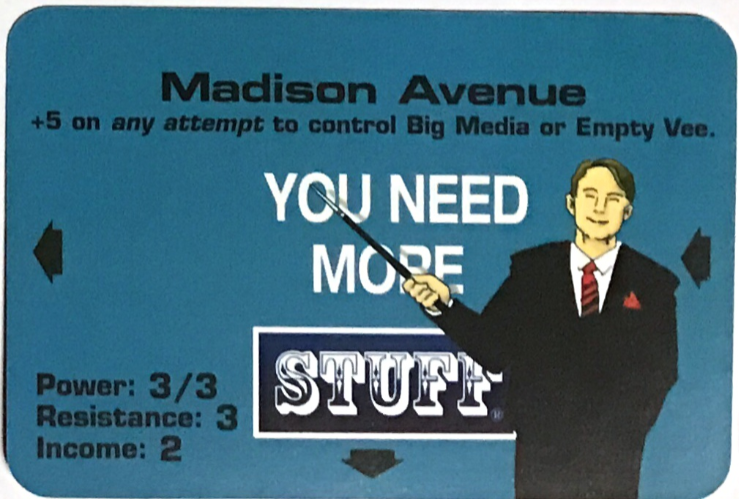 Madison Avenue
+5 on any attempt to control Big Media or Empty Vee.
YOU NEED
MORE
STUFF
®
Power: 3/3
Resistance: 3
Income: 2